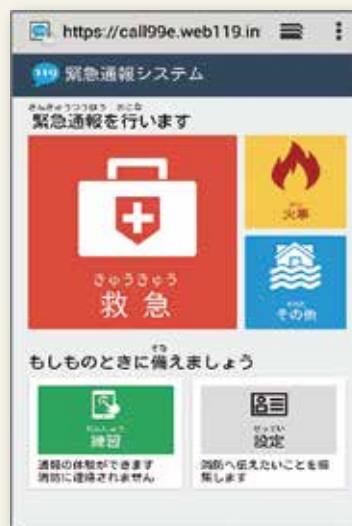 https://call99e.web119.in
119 緊急通報システム
きんきゅうつうほう おこな
緊急通報を行います
きゅうきゅう
救急
火事
その他
そな
もしものときに備えましょう
れんしゅう
練習
通報の体験ができます
消防に連絡されません
せってい
設定
消防へ伝えたいことを編
集します